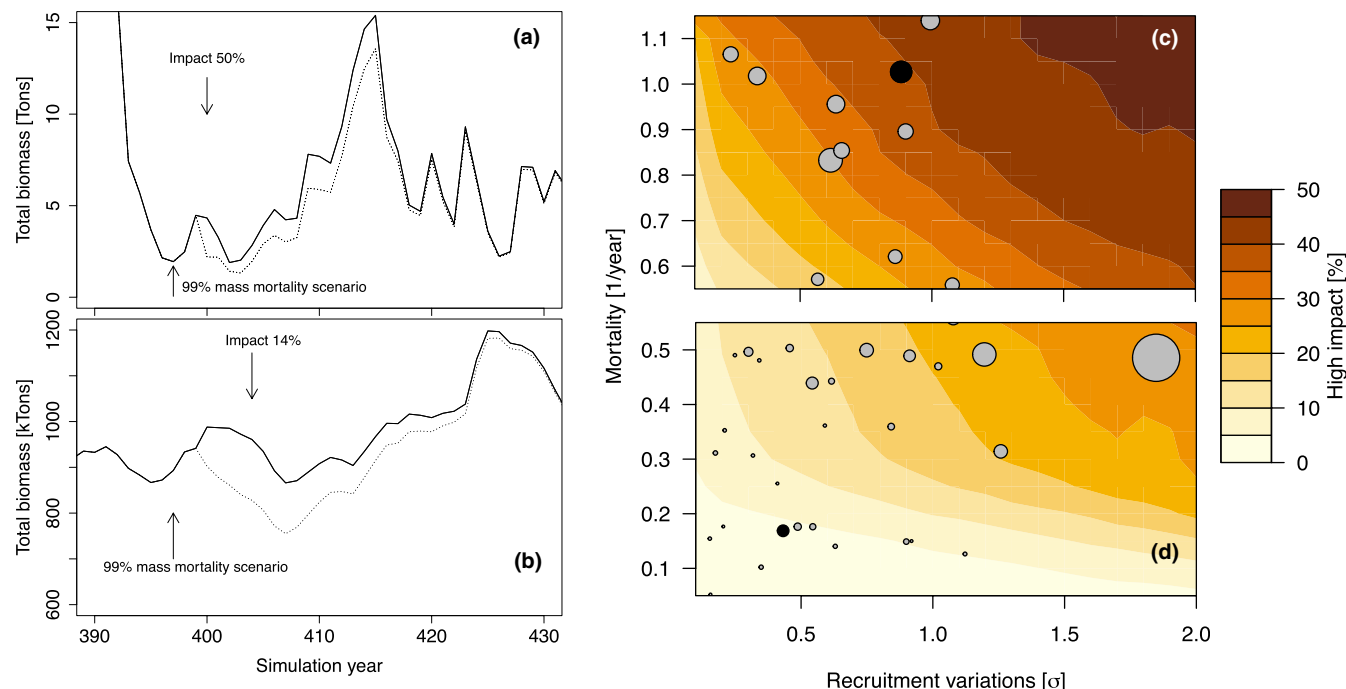 (a)
Impact 50%
99% mass mortality scenario
Total biomass [Tons]
0
5
10
15
(b)
Impact 14%
99% mass mortality scenario
Total biomass [kTons]
600
800
1000
1200
390
400
410
420
430
Simulation year
(c)
1.1
1.0
0.9
0.8
0.7
0.6
Mortality [1/year]
(d)
0.5
0.4
0.3
0.2
0.1
0.5
1.0
1.5
2.0
Recruitment variations [σ]
50
40
30
20
10
0
High impact [%]